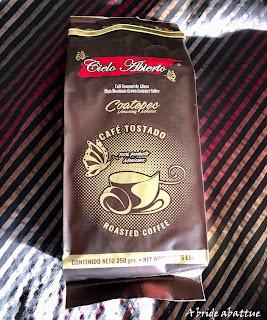 Cielo Abierto
Café Gourmet de Altura
High Mountain Grown Gourmet Coffee
Coatepec
CAFÉ TOSTADO
ROASTED COFFEE
CONTENIDO NETO 250 grs. • NET
A bride abattue